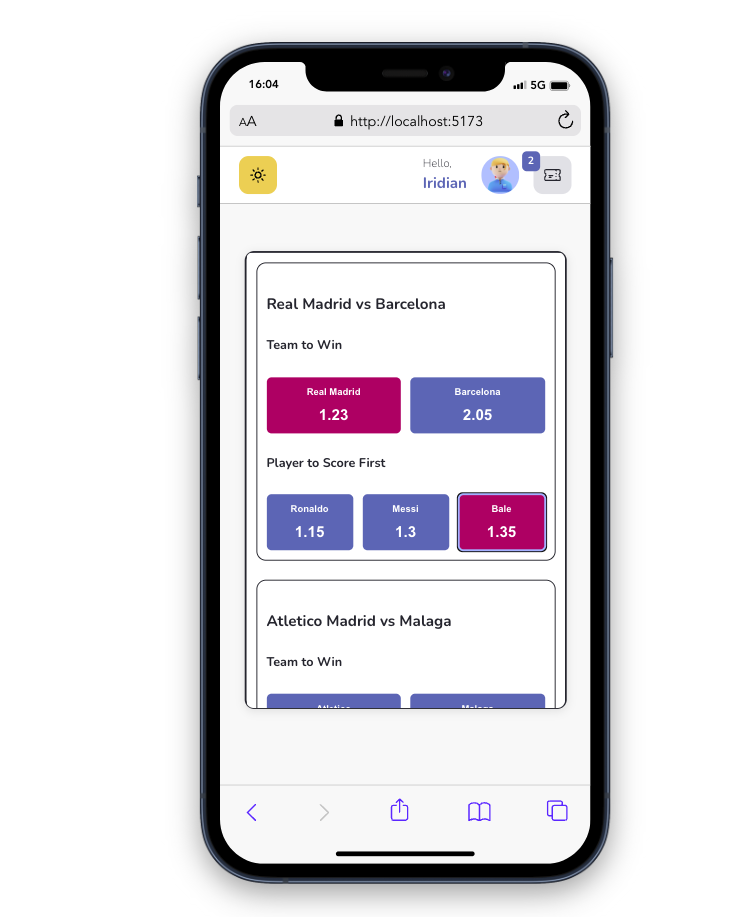 16:04
5G
AA
http://localhost:5173
Hello,
Iridian
2
Real Madrid vs Barcelona
Team to Win
Real Madrid
1.23
Barcelona
2.05
Player to Score First
Ronaldo
1.15
Messi
1.3
Bale
1.35
Atletico Madrid vs Malaga
Team to Win
Atletico
Malaga